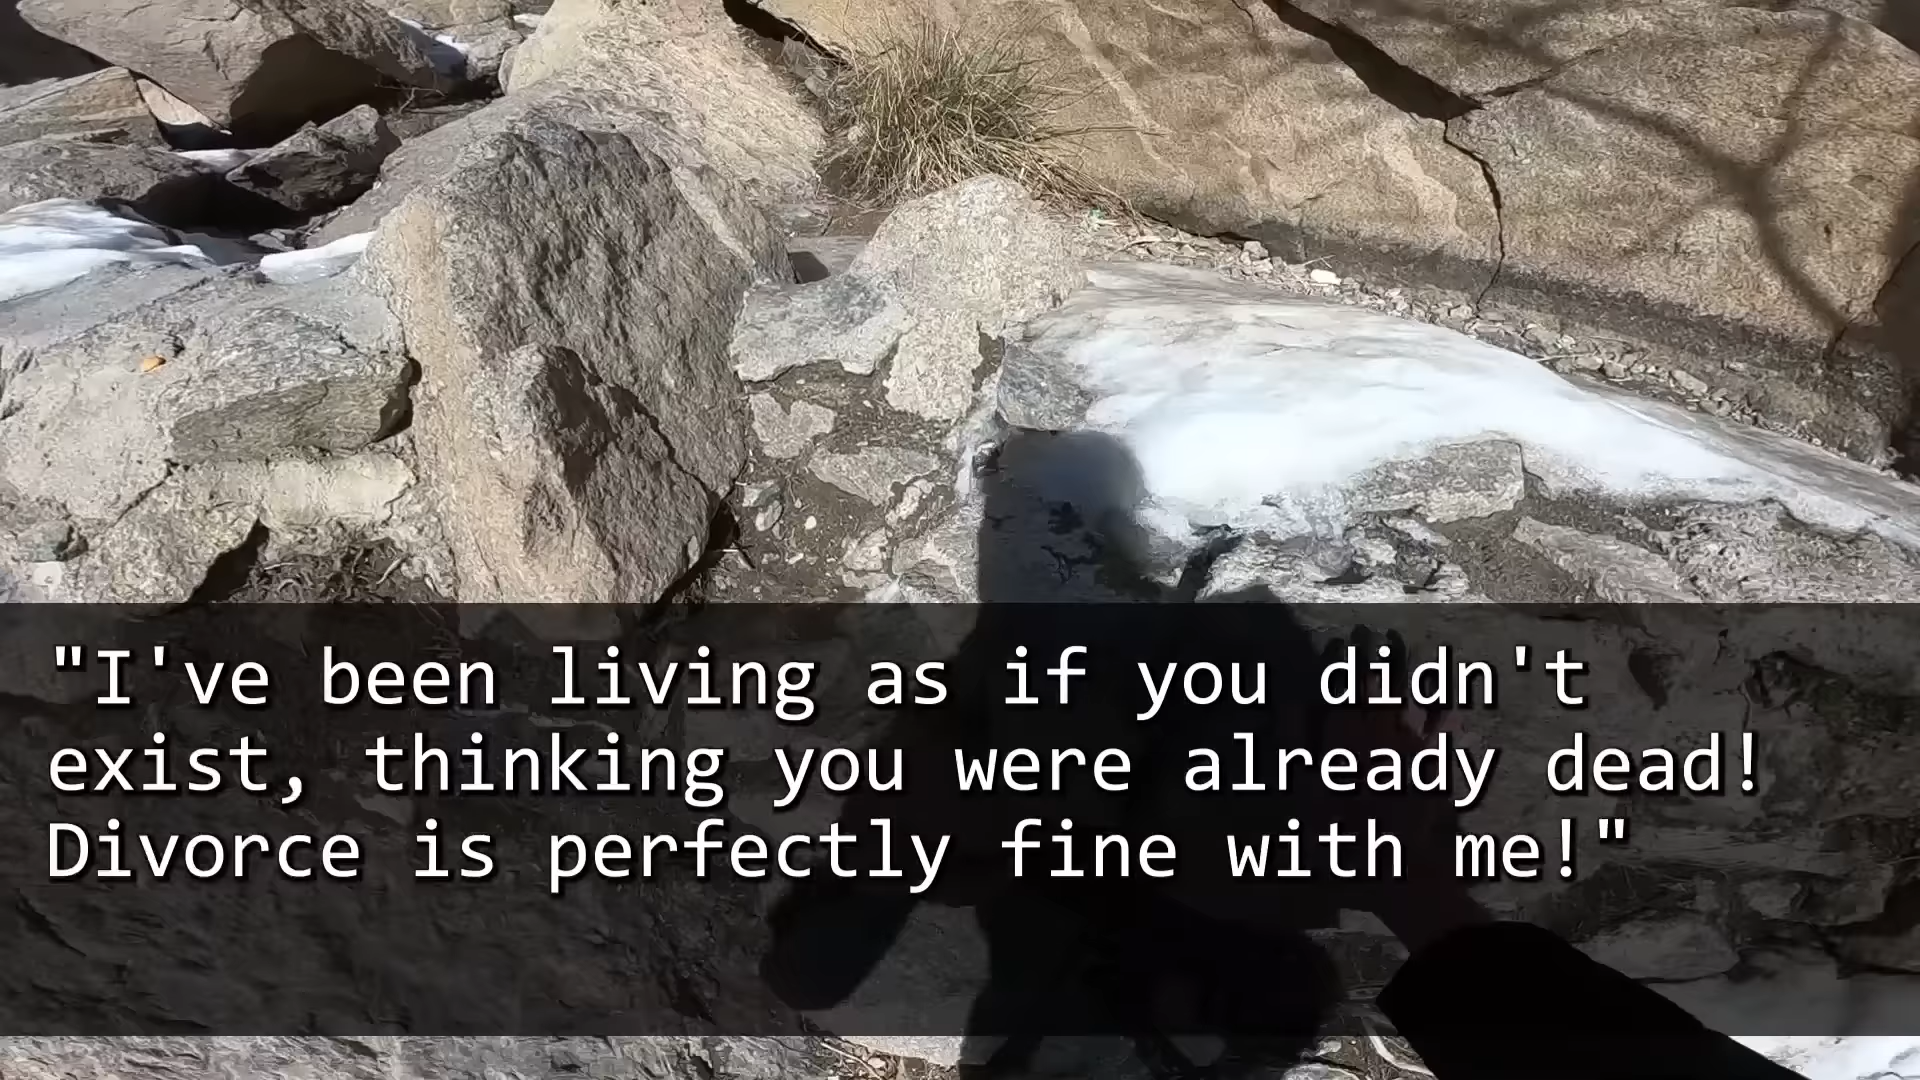 "I've been living as if you didn't
exist, thinking you were already dead!
Divorce is perfectly fine with me!"